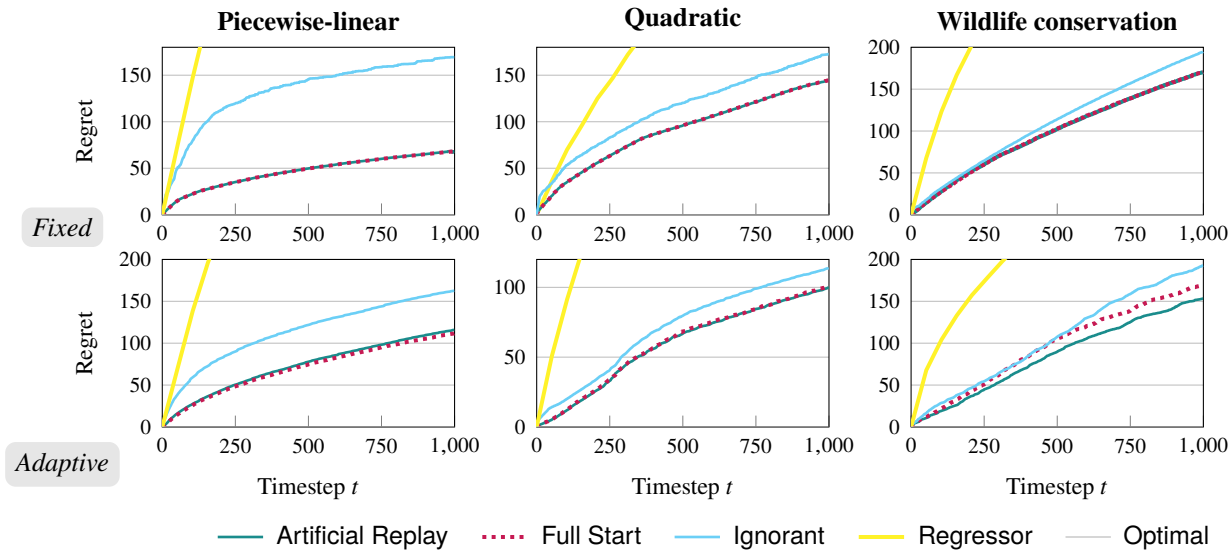 Piecewise-linear
Quadratic
Wildlife conservation
Fixed
Regret
150
100
50
0
0 250 500 750 1,000
150
100
50
0
0 250 500 750 1,000
200
150
100
50
0
0 250 500 750 1,000
Adaptive
Regret
200
150
100
50
0
0 250 500 750 1,000
Timestep t
100
50
0
0 250 500 750 1,000
Timestep t
200
150
100
50
0
0 250 500 750 1,000
Timestep t
Artificial Replay Full Start Ignorant Regressor Optimal